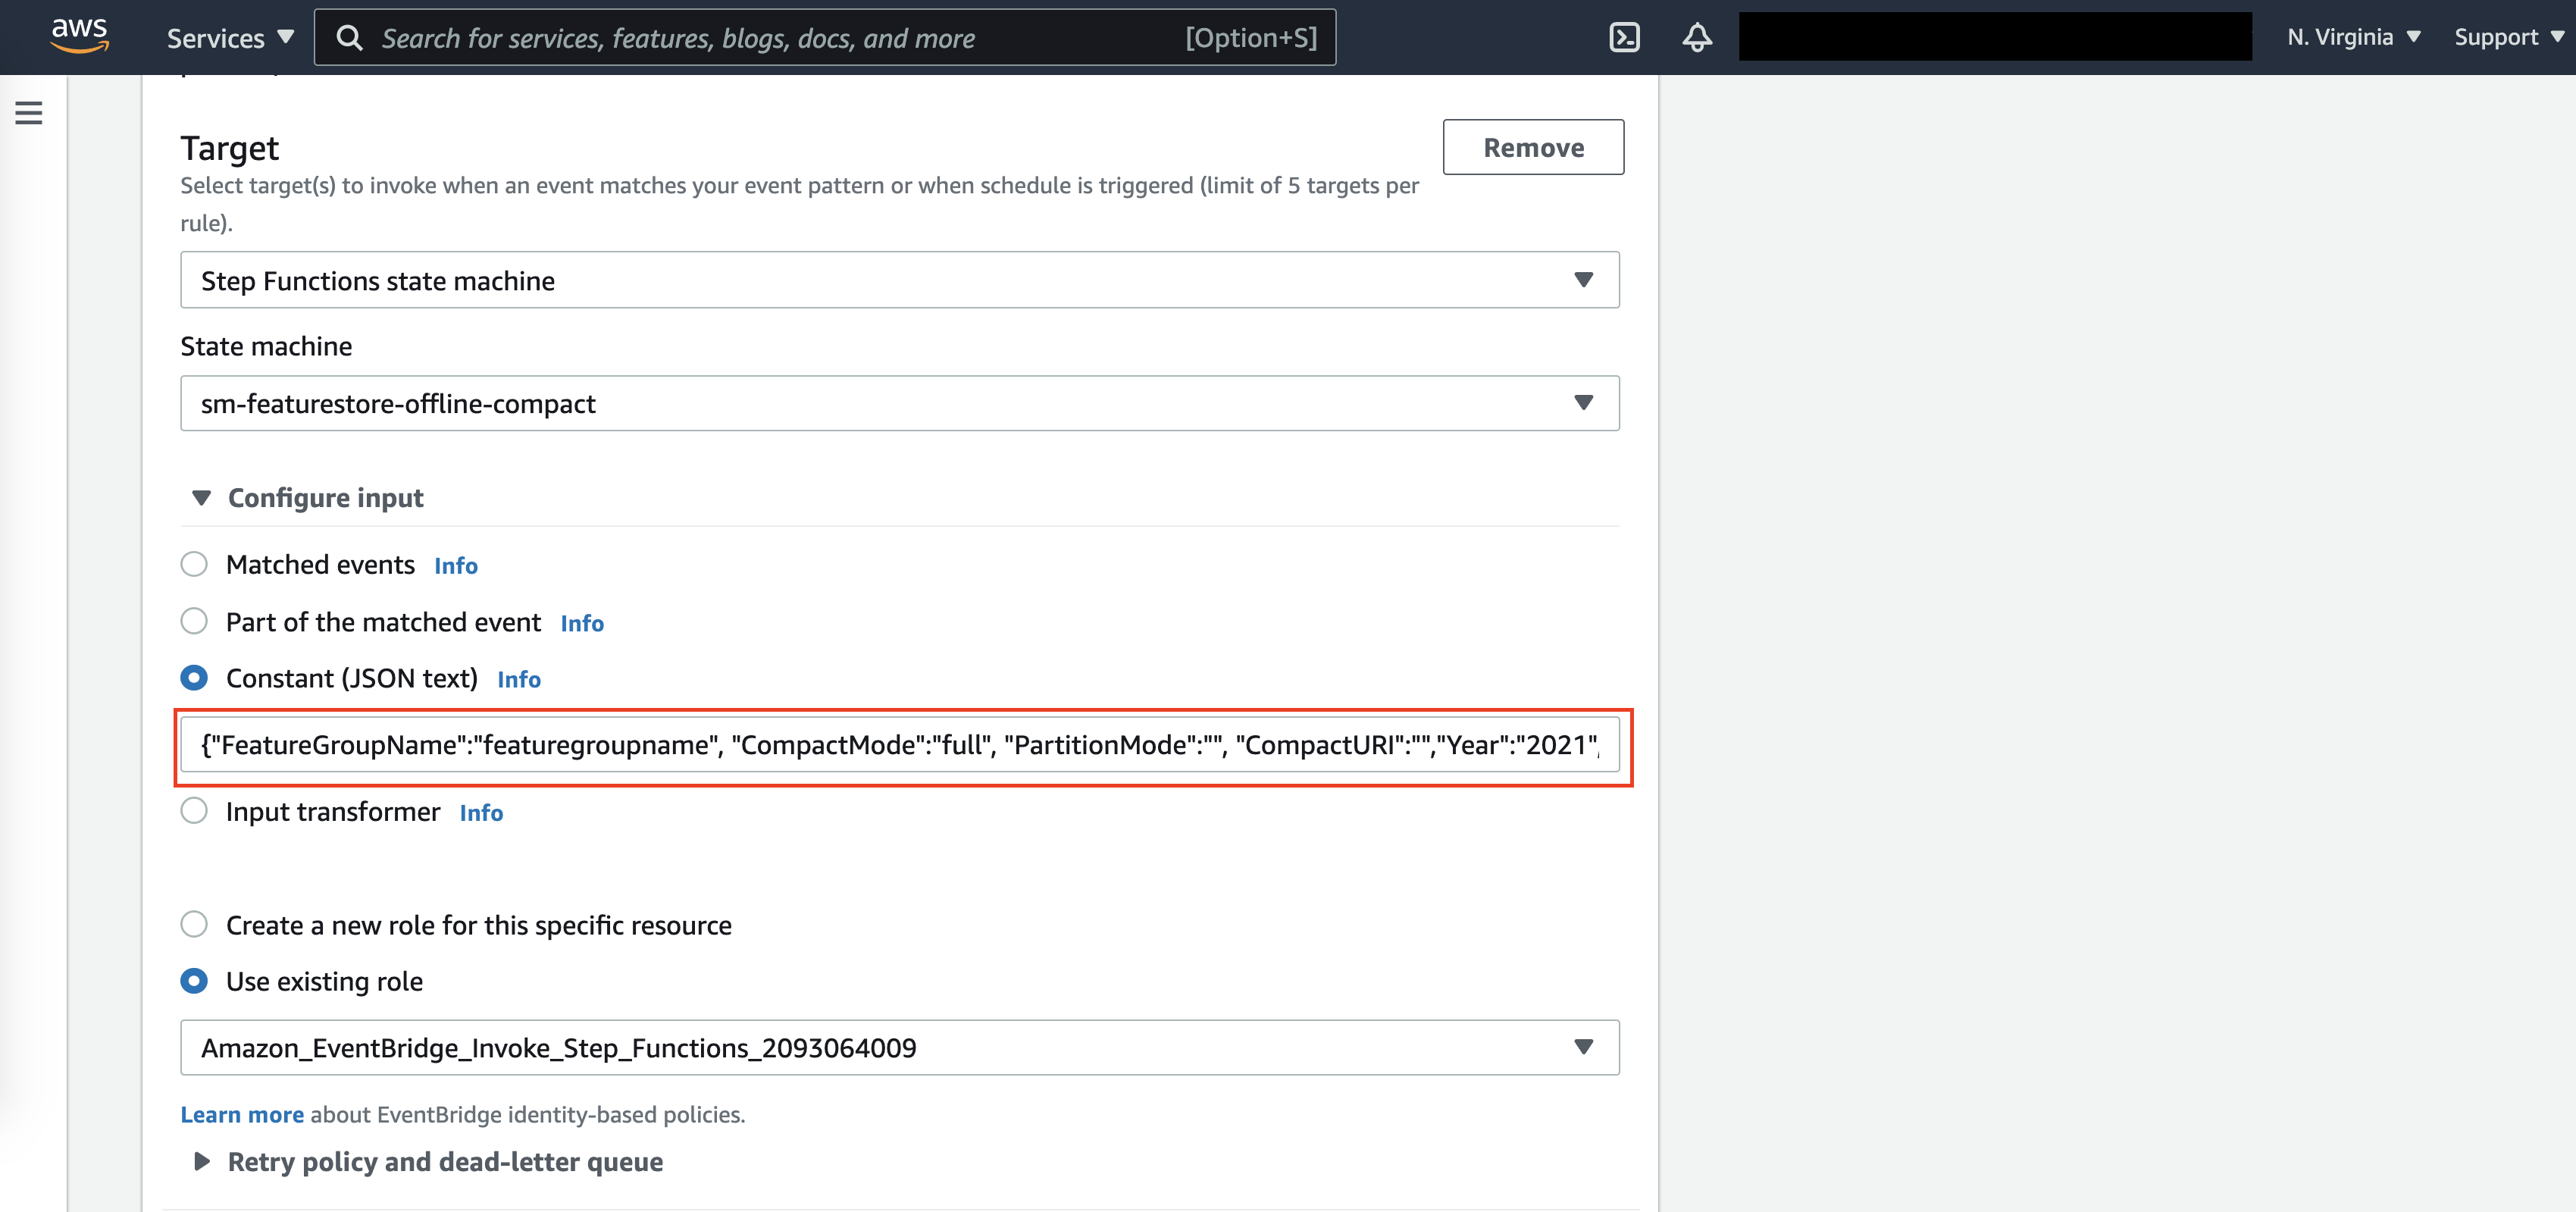 aws Services Search for services, features, blogs, docs, and more [Option+S] N. Virginia Support
Target
Remove
Select target(s) to invoke when an event matches your event pattern or when schedule is triggered (limit of 5 targets per
rule).
Step Functions state machine
State machine
sm-featurestore-offline-compact
Configure input
Matched events Info
Part of the matched event Info
Constant (JSON text) Info
{"FeatureGroupName":"featuregroupname", "CompactMode":"full", "PartitionMode":"", "CompactURI":"","Year":"2021",
Input transformer Info
Create a new role for this specific resource
Use existing role
Amazon_EventBridge_Invoke_Step_Functions_2093064009
Learn more about EventBridge identity-based policies.
Retry policy and dead-letter queue